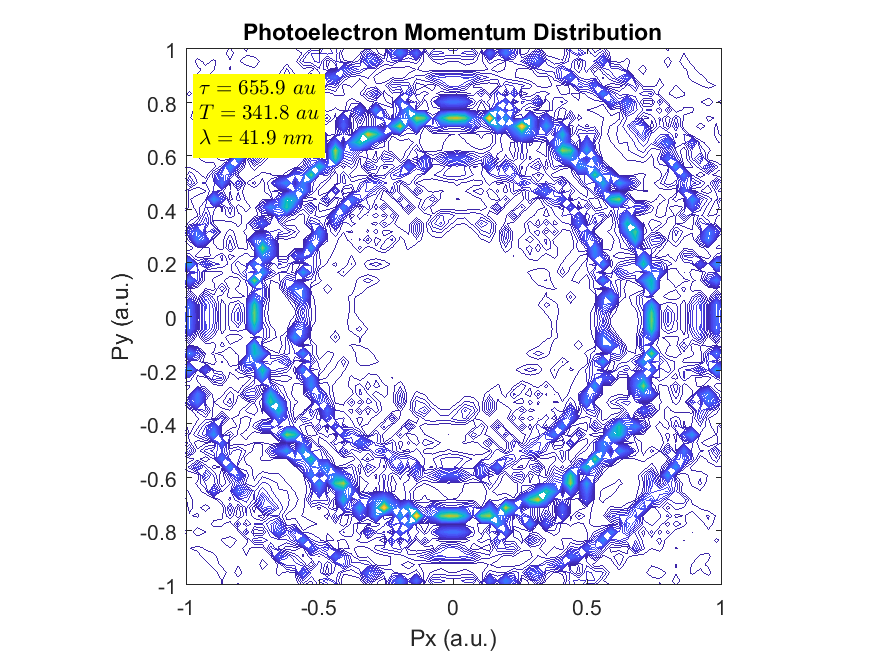 Photoelectron Momentum Distribution
τ = 655.9 au
T = 341.8 au
λ = 41.9 nm
1
0.8
0.6
0.4
0.2
0
-0.2
-0.4
-0.6
-0.8
-1
Py (a.u.)
-1 -0.5 0 0.5 1
Px (a.u.)